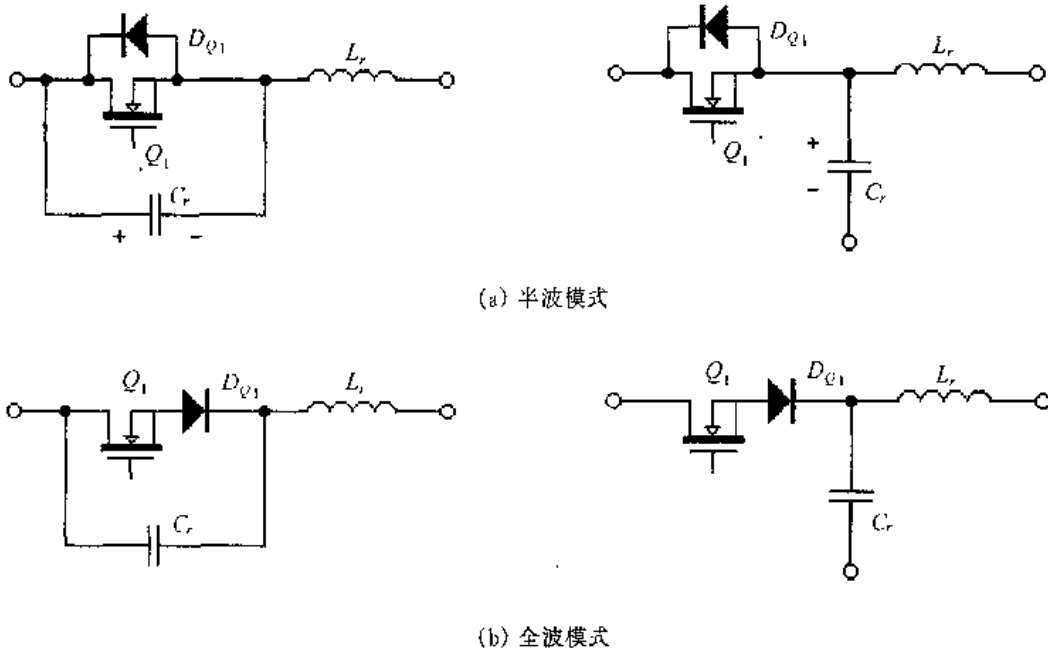 D_{Q1}
L_r
Q_1
C_r
+ −
D_{Q1}
L_r
Q_1
+
−
C_r
(a) 半波模式
Q_1
D_{Q1}
L_r
C_r
Q_1
D_{Q1}
L_r
C_r
(b) 全波模式